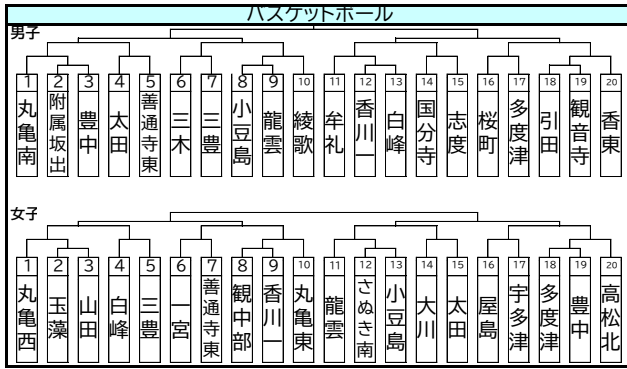 バスケットボール
男子
1 2 3 4 5 6 7 8 9 10 11 12 13 14 15 16 17 18 19 20
丸亀南 附属坂出 豊中 太田 善通寺東 三木 三豊 小豆島 龍雲 綾歌 牟礼 香川一 白峰 国分寺 志度 桜町 多度津 引田 観音寺 香東
女子
1 2 3 4 5 6 7 8 9 10 11 12 13 14 15 16 17 18 19 20
丸亀西 玉藻 山田 白峰 三豊 一宮 善通寺東 観中部 香川一 丸亀東 龍雲 さぬき南 小豆島 大川 太田 屋島 宇多津 多度津 豊中 高松北